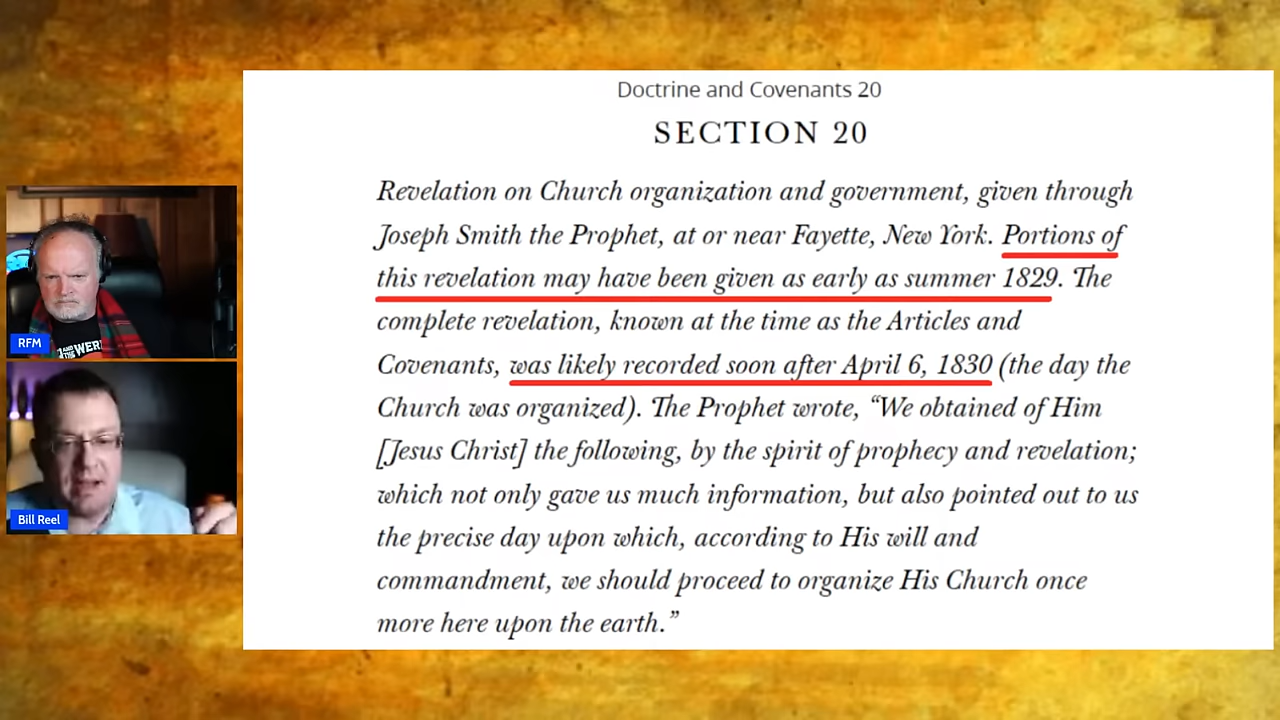 Doctrine and Covenants 20
SECTION 20
Revelation on Church organization and government, given through
Joseph Smith the Prophet, at or near Fayette, New York. Portions of
this revelation may have been given as early as summer 1829. The
complete revelation, known at the time as the Articles and
Covenants, was likely recorded soon after April 6, 1830 (the day the
Church was organized). The Prophet wrote, “We obtained of Him
[Jesus Christ] the following, by the spirit of prophecy and revelation;
which not only gave us much information, but also pointed out to us
the precise day upon which, according to His will and
commandment, we should proceed to organize His Church once
more here upon the earth.”
RFM
Bill Reel